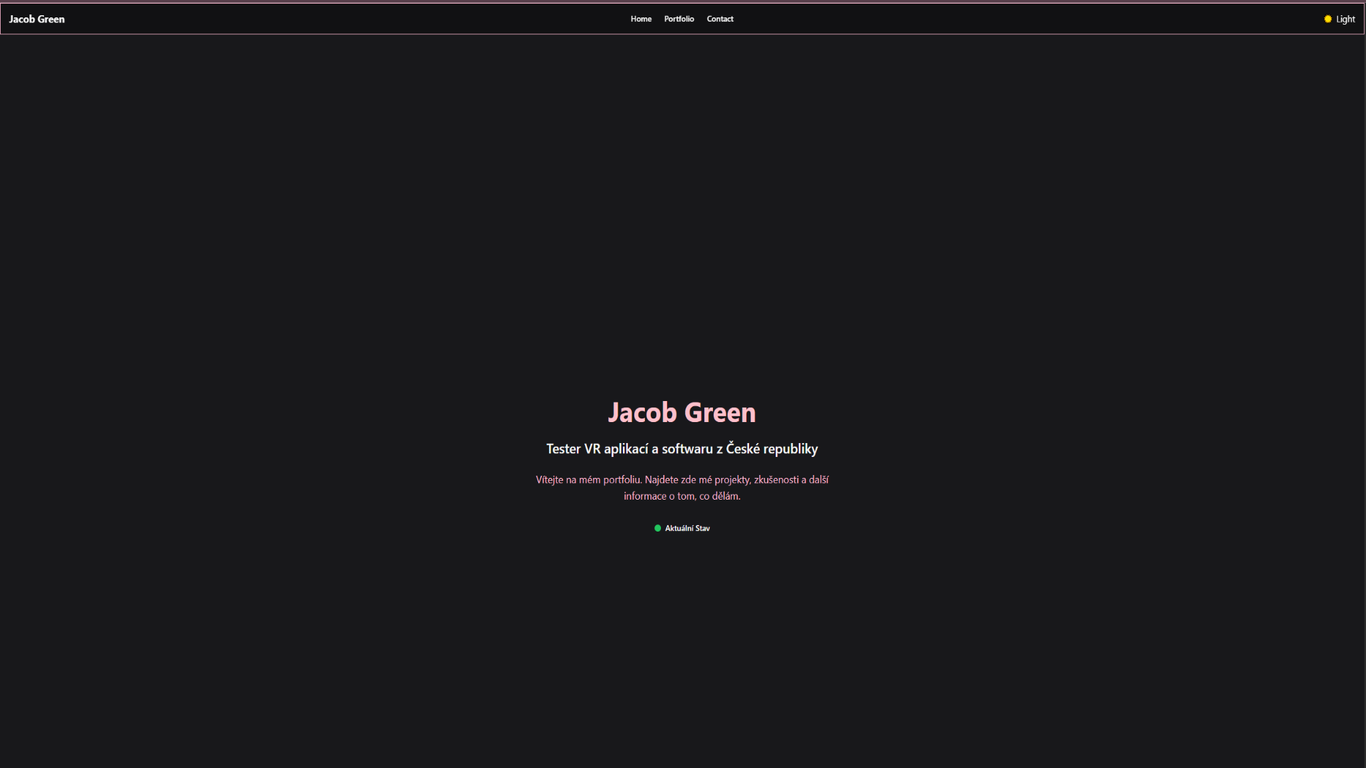 Jacob Green
Home Portfolio Contact
Light
Jacob Green
Tester VR aplikací a softwaru z České republiky
Vítejte na mém portfoliu. Najdete zde mé projekty, zkušenosti a další
informace o tom, co dělám.
Aktuální Stav